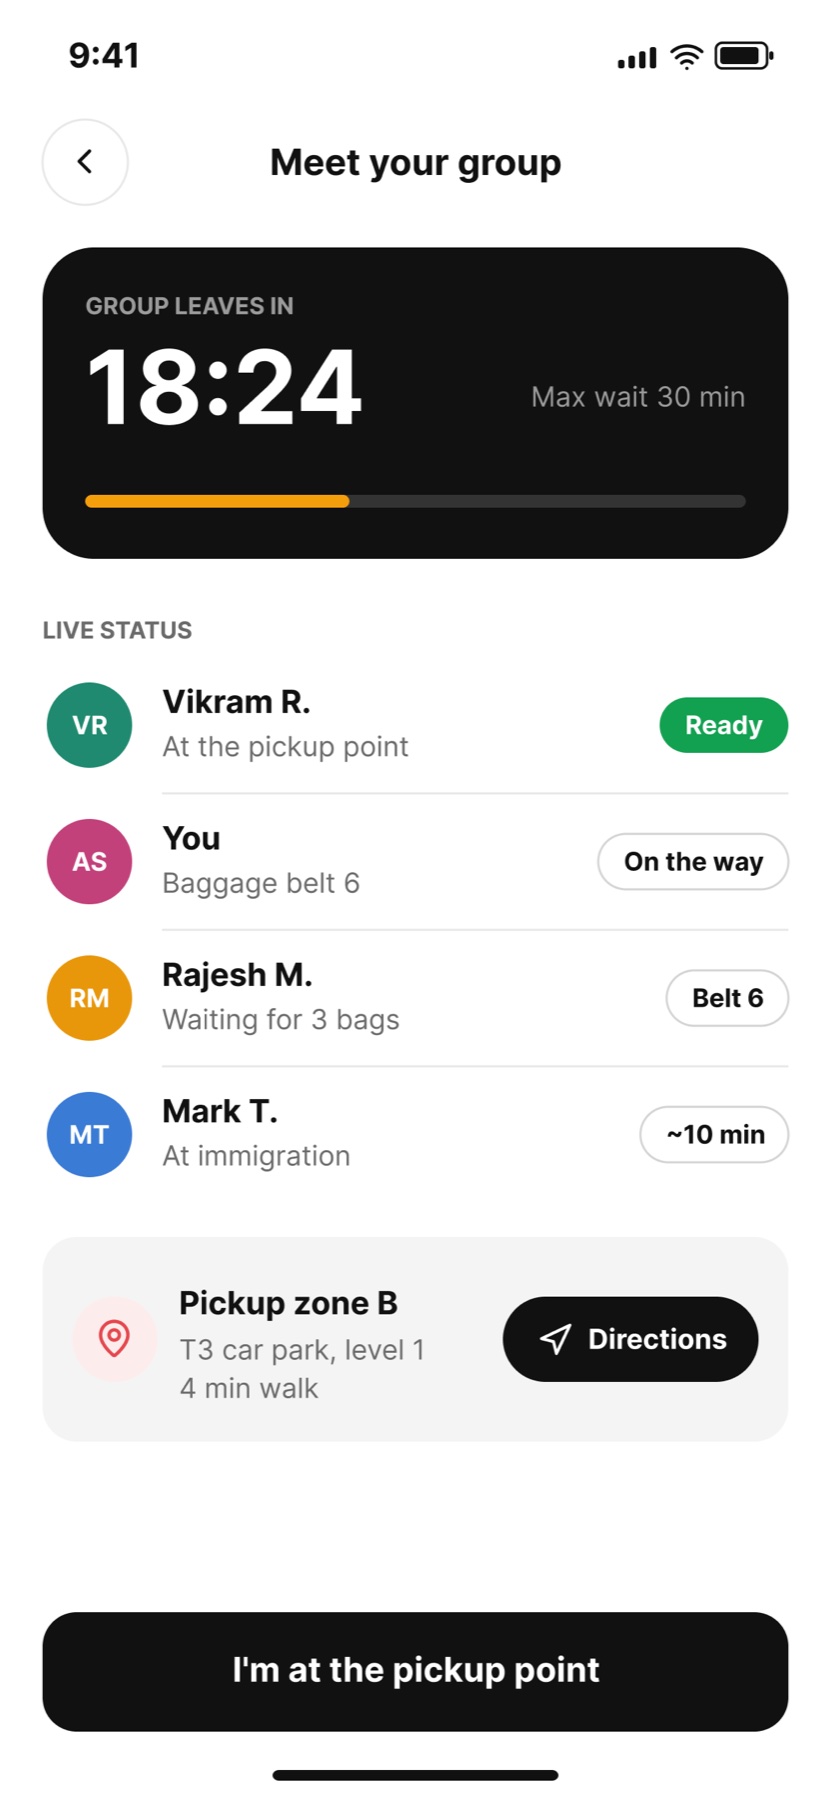 9:41
Meet your group
GROUP LEAVES IN
18:24
Max wait 30 min
LIVE STATUS
VR
Vikram R.
At the pickup point
Ready
AS
You
Baggage belt 6
On the way
RM
Rajesh M.
Waiting for 3 bags
Belt 6
MT
Mark T.
At immigration
~10 min
Pickup zone B
T3 car park, level 1
4 min walk
Directions
I'm at the pickup point